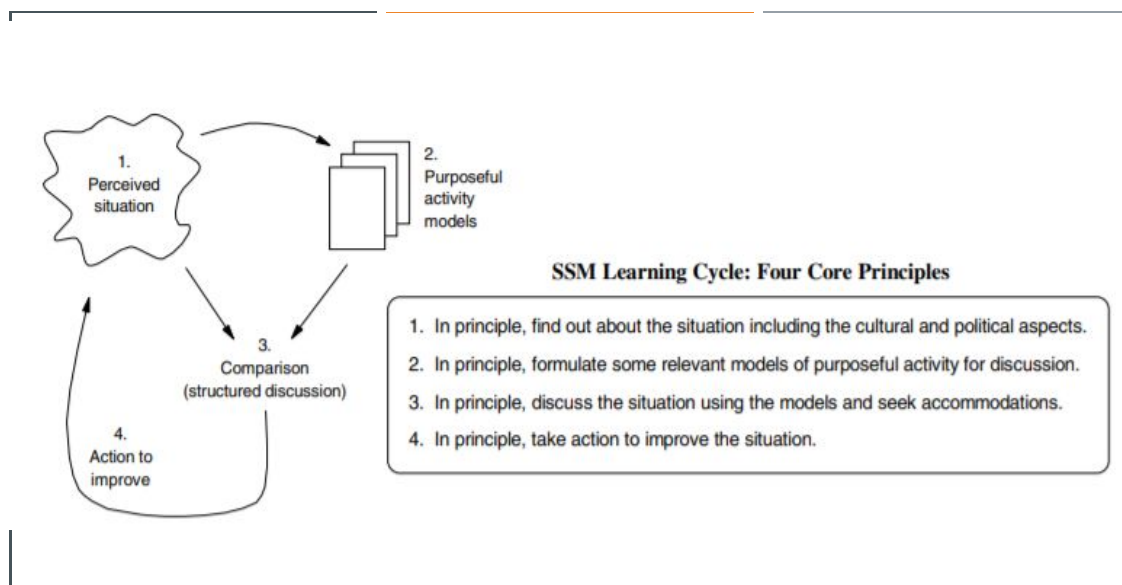 1.
Perceived
situation
2.
Purposeful
activity
models
3.
Comparison
(structured discussion)
4.
Action to
improve
SSM Learning Cycle: Four Core Principles
1. In principle, find out about the situation including the cultural and political aspects.
2. In principle, formulate some relevant models of purposeful activity for discussion.
3. In principle, discuss the situation using the models and seek accommodations.
4. In principle, take action to improve the situation.